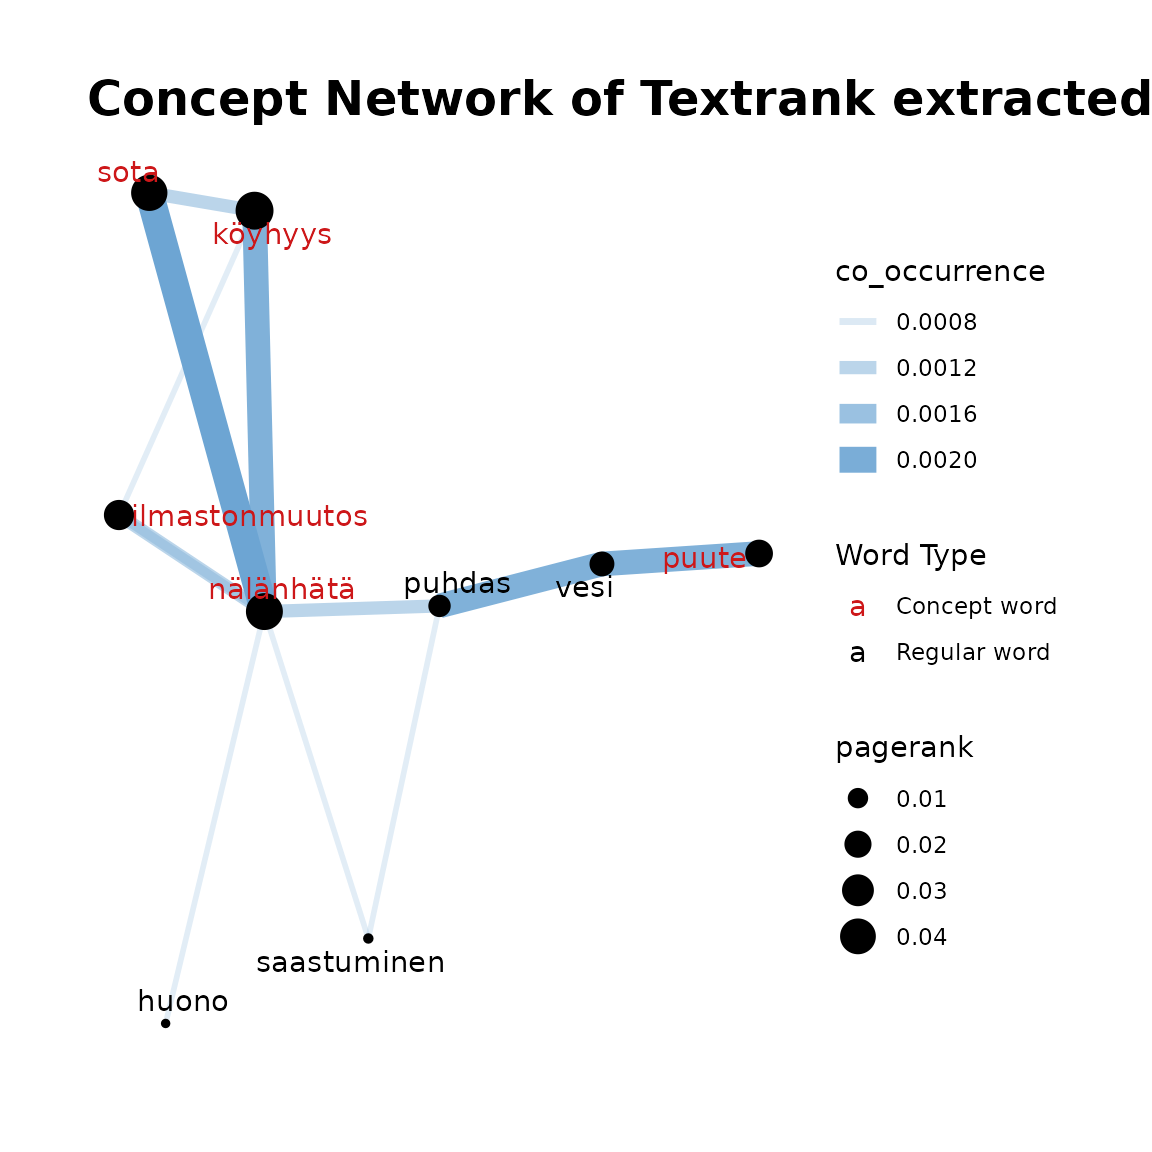 Concept Network of Textrank extracted
sota
köyhyys
ilmastonmuutos
nälänhätä
puhdas
vesi
puute
saastuminen
huono
co_occurrence
0.0008
0.0012
0.0016
0.0020
Word Type
a Concept word
a Regular word
pagerank
0.01
0.02
0.03
0.04